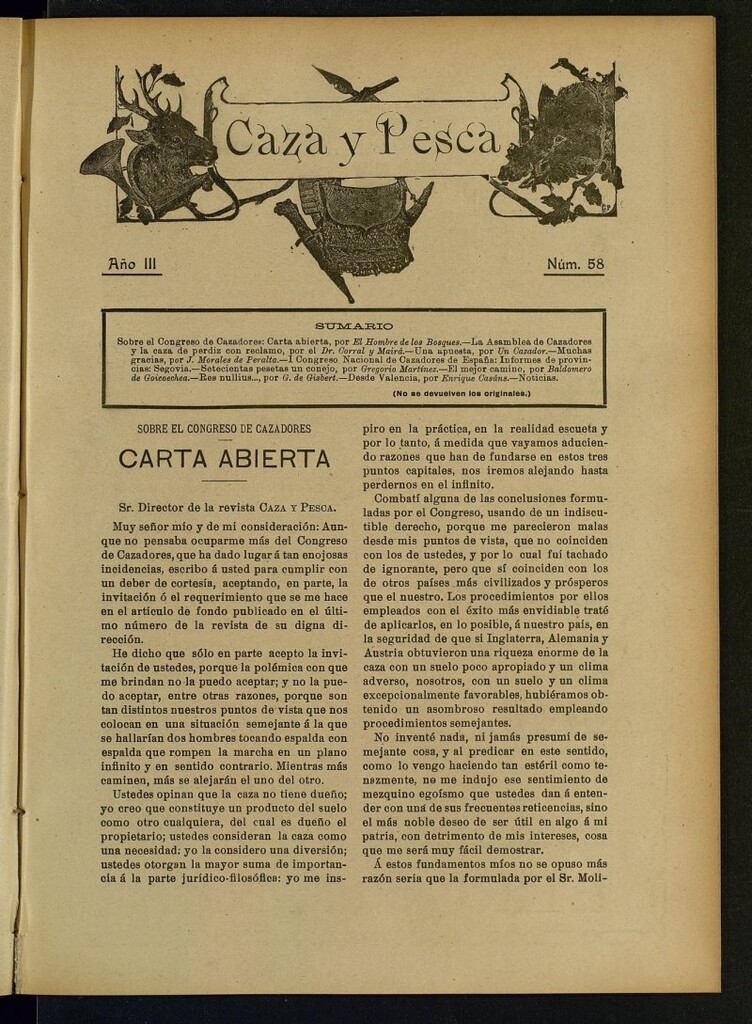 Caza y Pesca
Año III
Núm. 58
SUMARIO
Sobre el Congreso de Cazadores: Carta abierta, por El Hombre de los Bosques.—La Asamblea de Cazadores
y la caza de perdiz con reclamo, por el Dr. Corral y Mairá.—Una apuesta, por Un Cazador.—Muchas
gracias, por J. Morales de Peralta.—I Congreso Nacional de Cazadores de España: Informes de provin-
cias: Segovia.—Setecientas pesetas un conejo, por Gregorio Martínez.—El mejor camino, por Baldomero
de Goicoechea.—Res nullius..., por G. de Gisbert.—Desde Valencia, por Enrique Casáns.—Noticias.
(No se devuelven los originales.)
SOBRE EL CONGRESO DE CAZADORES
CARTA ABIERTA
Sr. Director de la revista CAZA Y PESCA.
Muy señor mío y de mi consideración: Aun-
que no pensaba ocuparme más del Congreso
de Cazadores, que ha dado lugar á tan enojosas
incidencias, escribo á usted para cumplir con
un deber de cortesía, aceptando, en parte, la
invitación ó el requerimiento que se me hace
en el artículo de fondo publicado en el últi-
mo número de la revista de su digna di-
rección.
He dicho que sólo en parte acepto la invi-
tación de ustedes, porque la polémica con que
me brindan no la puedo aceptar; y no la pue-
do aceptar, entre otras razones, porque son
tan distintos nuestros puntos de vista que nos
colocan en una situación semejante á la que
se hallarían dos hombres tocando espalda con
espalda que rompen la marcha en un plano
infinito y en sentido contrario. Mientras más
caminen, más se alejarán el uno del otro.
Ustedes opinan que la caza no tiene dueño;
yo creo que constituye un producto del suelo
como otro cualquiera, del cual es dueño el
propietario; ustedes consideran la caza como
una necesidad: yo la considero una diversión;
ustedes otorgan la mayor suma de importan-
cia á la parte jurídico-filosófica: yo me ins-
piro en la práctica, en la realidad escueta y
por lo tanto, á medida que vayamos aducien-
do razones que han de fundarse en estos tres
puntos capitales, nos iremos alejando hasta
perdernos en el infinito.
Combatí alguna de las conclusiones formu-
ladas por el Congreso, usando de un indiscu-
tible derecho, porque me parecieron malas
desde mis puntos de vista, que no coinciden
con los de ustedes, y por lo cual fuí tachado
de ignorante, pero que sí coinciden con los
de otros países más civilizados y prósperos
que el nuestro. Los procedimientos por ellos
empleados con el éxito más envidiable traté
de aplicarlos, en lo posible, á nuestro país, en
la seguridad de que si Inglaterra, Alemania y
Austria obtuvieron una riqueza enorme de la
caza con un suelo poco apropiado y un clima
adverso, nosotros, con un suelo y un clima
excepcionalmente favorables, hubiéramos ob-
tenido un asombroso resultado empleando
procedimientos semejantes.
No inventé nada, ni jamás presumí de se-
mejante cosa, y al predicar en este sentido,
como lo vengo haciendo tan estéril como te-
nazmente, no me indujo ese sentimiento de
mezquino egoísmo que ustedes dan á enten-
der con una de sus frecuentes reticencias, sino
el más noble deseo de ser útil en algo á mi
patria, con detrimento de mis intereses, cosa
que me será muy fácil demostrar.
Á estos fundamentos míos no se opuso más
razón seria que la formulada por el Sr. Moli-